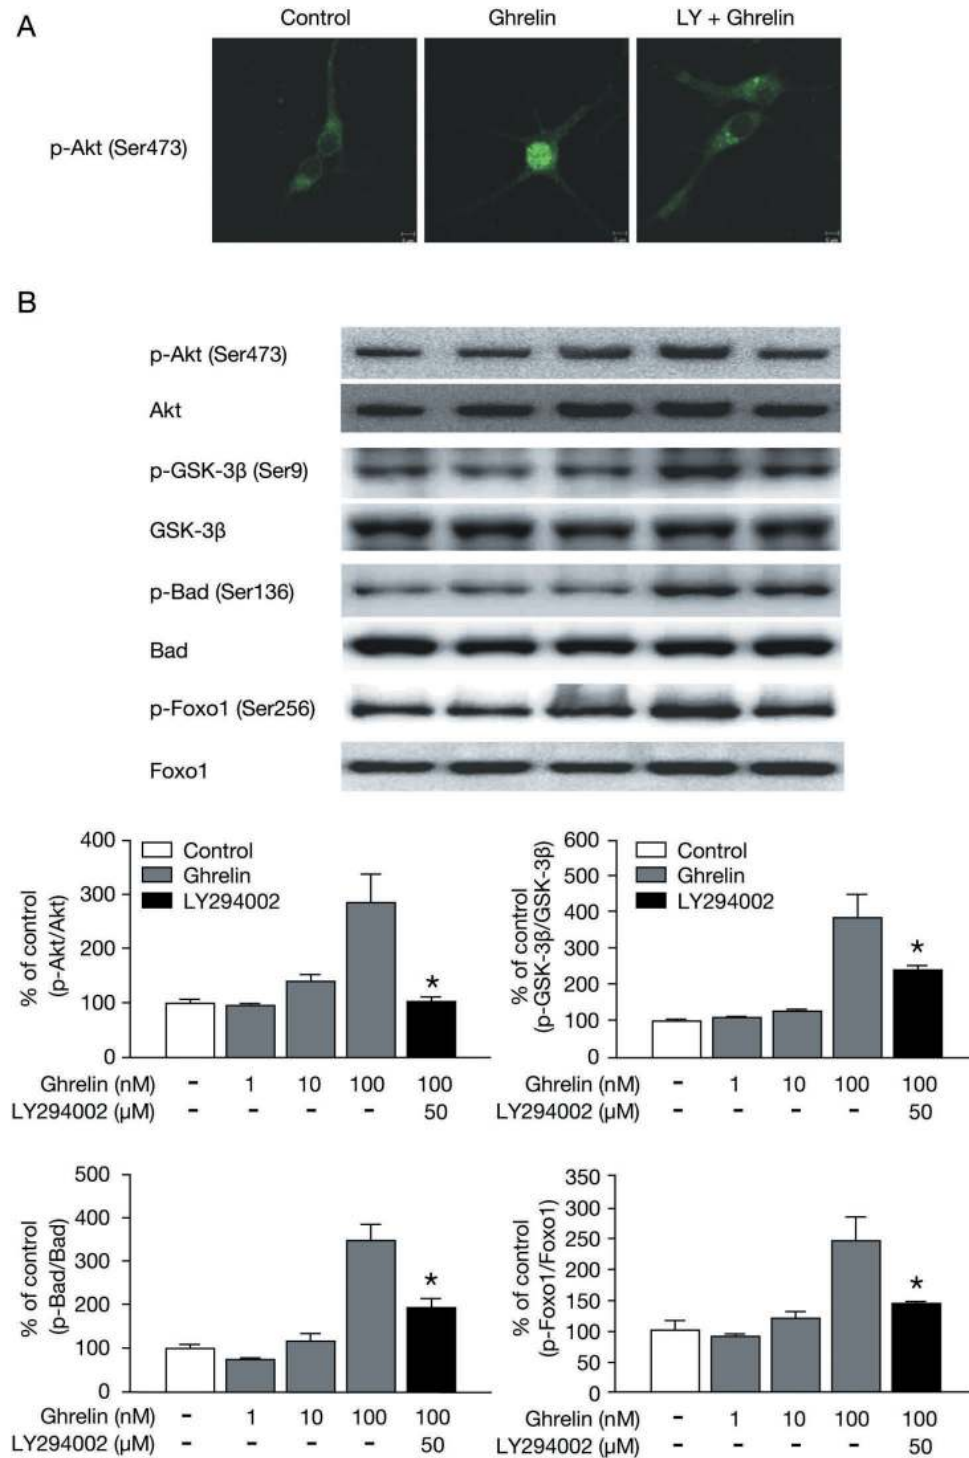 A
Control Ghrelin LY + Ghrelin
p-Akt (Ser473)
B
p-Akt (Ser473)
Akt
p-GSK-3β (Ser9)
GSK-3β
p-Bad (Ser136)
Bad
p-Foxo1 (Ser256)
Foxo1
% of control
(p-Akt/Akt)
400
300
200
100
0
Control
Ghrelin
LY294002
Ghrelin (nM) - 1 10 100 100
LY294002 (µM) - - - - 50
*
% of control
(p-GSK-3β/GSK-3β)
600
500
400
300
200
100
0
Control
Ghrelin
LY294002
*
- 1 10 100 100
- - - - 50
% of control
(p-Bad/Bad)
500
400
300
200
100
0
*
Ghrelin (nM) - 1 10 100 100
LY294002 (µM) - - - - 50
% of control
(p-Foxo1/Foxo1)
350
300
250
200
150
100
50
0
*
Ghrelin (nM) - 1 10 100 100
LY294002 (µM) - - - - 50